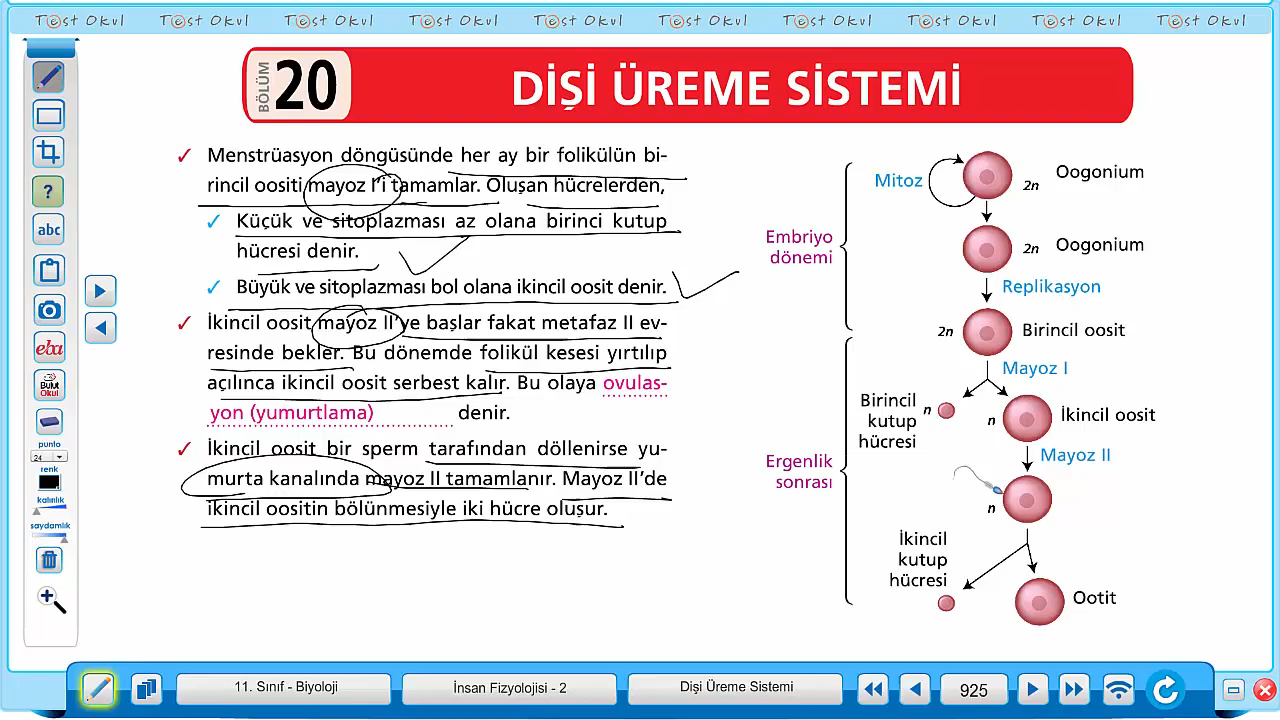 Test Okul Test Okul Test Okul Test Okul Test Okul Test Okul Test Okul Test Okul Test Okul Test Okul
BÖLÜM 20
DİŞİ ÜREME SİSTEMİ
✓ Menstrüasyon döngüsünde her ay bir folikülün bi-
rincil oositi mayoz I'i tamamlar. Oluşan hücrelerden,
✓ Küçük ve sitoplazması az olana birinci kutup
hücresi denir.
✓ Büyük ve sitoplazması bol olana ikincil oosit denir.
✓ İkincil oosit mayoz II'ye başlar fakat metafaz II ev-
resinde bekler. Bu dönemde folikül kesesi yırtılıp
açılınca ikincil oosit serbest kalır. Bu olaya ovulas-
yon (yumurtlama) denir.
✓ İkincil oosit bir sperm tarafından döllenirse yu-
murta kanalında mayoz II tamamlanır. Mayoz II'de
ikincil oositin bölünmesiyle iki hücre oluşur.
Embriyo
dönemi
Ergenlik
sonrası
Mitoz
2n
Oogonium
2n
Oogonium
Replikasyon
2n
Birincil oosit
Mayoz I
Birincil
kutup
hücresi
n
n
İkincil oosit
Mayoz II
n
İkincil
kutup
hücresi
Ootit
?
abc
eba
Bulut
Okul
punto
24
renk
kalınlık
saydamlık
11. Sınıf - Biyoloji
İnsan Fizyolojisi - 2
Dişi Üreme Sistemi
925